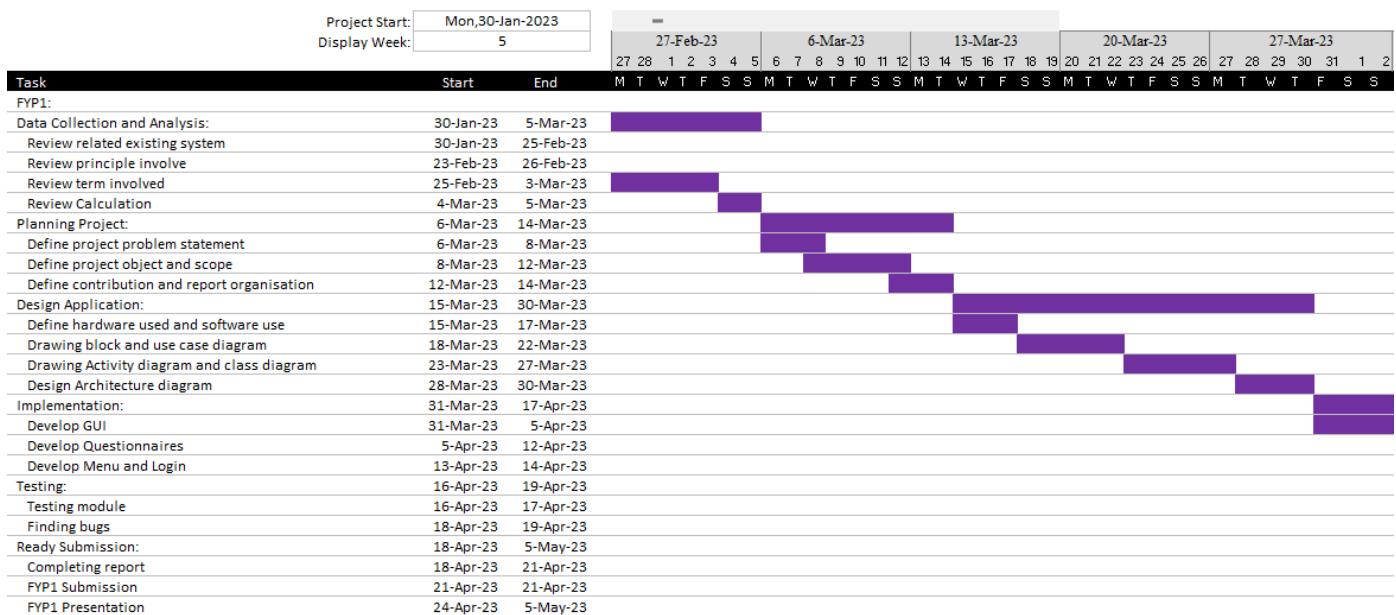 Project Start: Mon,30-Jan-2023
Display Week: 5
27-Feb-23 6-Mar-23 13-Mar-23 20-Mar-23 27-Mar-23
27 28 1 2 3 4 5 6 7 8 9 10 11 12 13 14 15 16 17 18 19 20 21 22 23 24 25 26 27 28 29 30 31 1 2
Task Start End M T W T F S S M T W T F S S M T W T F S S M T W T F S S M T W T F S S
FYP1:
Data Collection and Analysis: 30-Jan-23 5-Mar-23
Review related existing system 30-Jan-23 25-Feb-23
Review principle involve 23-Feb-23 26-Feb-23
Review term involved 25-Feb-23 3-Mar-23
Review Calculation 4-Mar-23 5-Mar-23
Planning Project: 6-Mar-23 14-Mar-23
Define project problem statement 6-Mar-23 8-Mar-23
Define project object and scope 8-Mar-23 12-Mar-23
Define contribution and report organisation 12-Mar-23 14-Mar-23
Design Application: 15-Mar-23 30-Mar-23
Define hardware used and software use 15-Mar-23 17-Mar-23
Drawing block and use case diagram 18-Mar-23 22-Mar-23
Drawing Activity diagram and class diagram 23-Mar-23 27-Mar-23
Design Architecture diagram 28-Mar-23 30-Mar-23
Implementation: 31-Mar-23 17-Apr-23
Develop GUI 31-Mar-23 5-Apr-23
Develop Questionnaires 5-Apr-23 12-Apr-23
Develop Menu and Login 13-Apr-23 14-Apr-23
Testing: 16-Apr-23 19-Apr-23
Testing module 16-Apr-23 17-Apr-23
Finding bugs 18-Apr-23 19-Apr-23
Ready Submission: 18-Apr-23 5-May-23
Completing report 18-Apr-23 21-Apr-23
FYP1 Submission 21-Apr-23 21-Apr-23
FYP1 Presentation 24-Apr-23 5-May-23